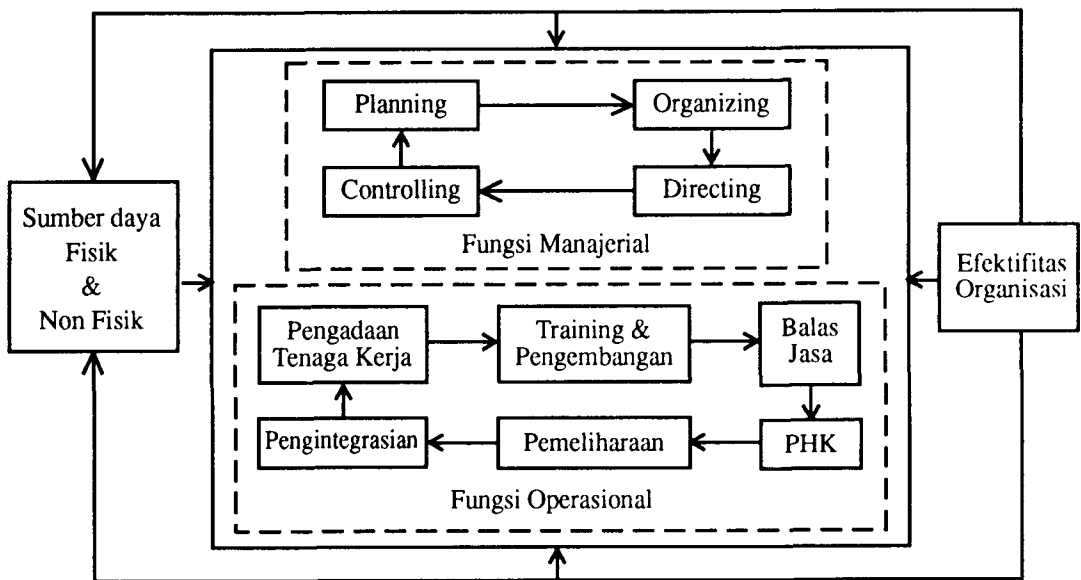 Planning
Organizing
Controlling
Directing
Fungsi Manajerial
Sumber daya
Fisik
&
Non Fisik
Efektifitas
Organisasi
Pengadaan
Tenaga Kerja
Training &
Pengembangan
Balas
Jasa
Pengintegrasian
Pemeliharaan
PHK
Fungsi Operasional